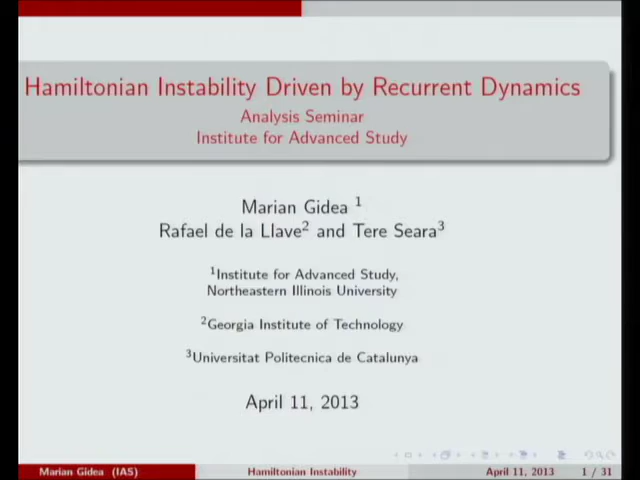 Hamiltonian Instability Driven by Recurrent Dynamics
Analysis Seminar
Institute for Advanced Study
Marian Gidea ¹
Rafael de la Llave² and Tere Seara³
¹Institute for Advanced Study,
Northeastern Illinois University
²Georgia Institute of Technology
³Universitat Politecnica de Catalunya
April 11, 2013
Marian Gidea (IAS) Hamiltonian Instability April 11, 2013 1 / 31